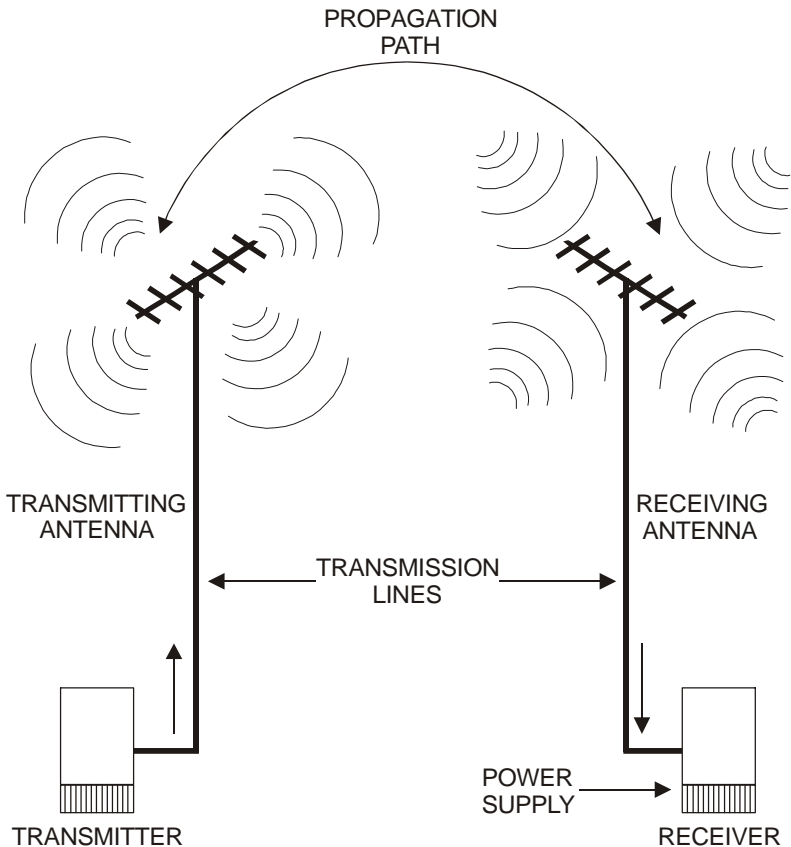 PROPAGATION
PATH
TRANSMITTING
ANTENNA
RECEIVING
ANTENNA
TRANSMISSION
LINES
POWER
SUPPLY
TRANSMITTER
RECEIVER